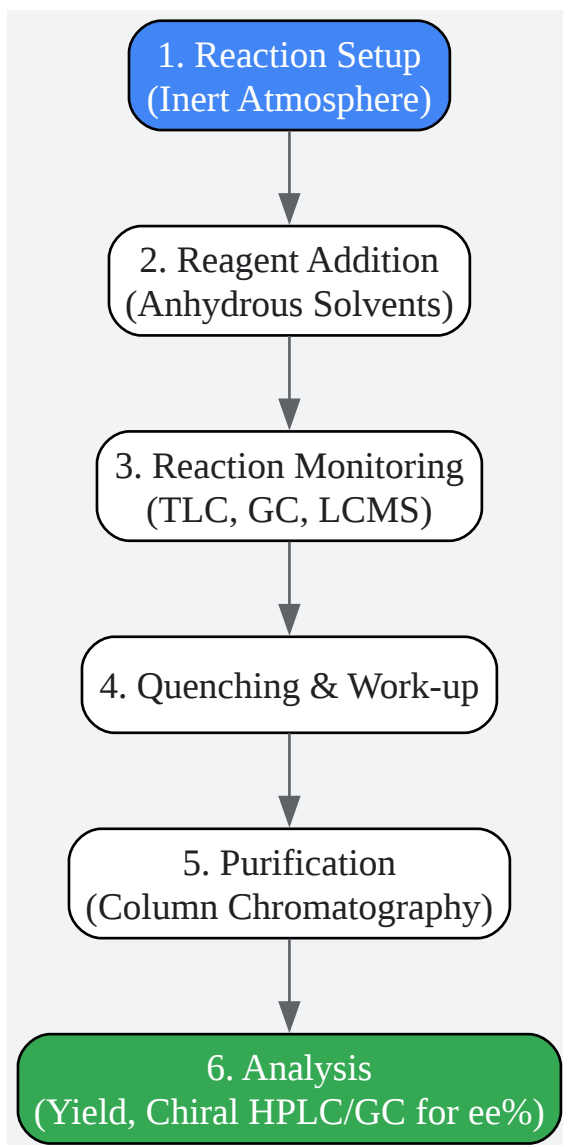 1. Reaction Setup
(Inert Atmosphere)
2. Reagent Addition
(Anhydrous Solvents)
3. Reaction Monitoring
(TLC, GC, LCMS)
4. Quenching & Work-up
5. Purification
(Column Chromatography)
6. Analysis
(Yield, Chiral HPLC/GC for ee%)